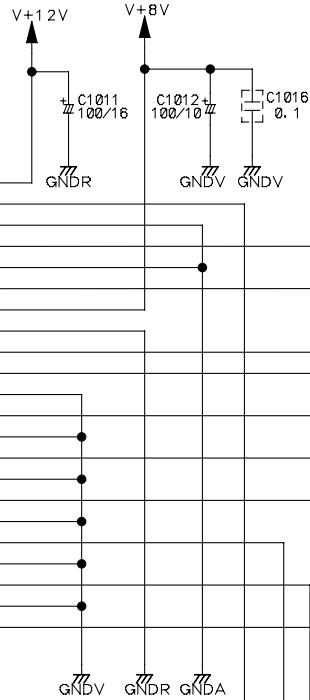 V+12V
V+8V
C1011
100/16
C1012
100/10
C1016
0.1
GNDR
GNDV
GNDV
GNDV
GNDR
GNDA